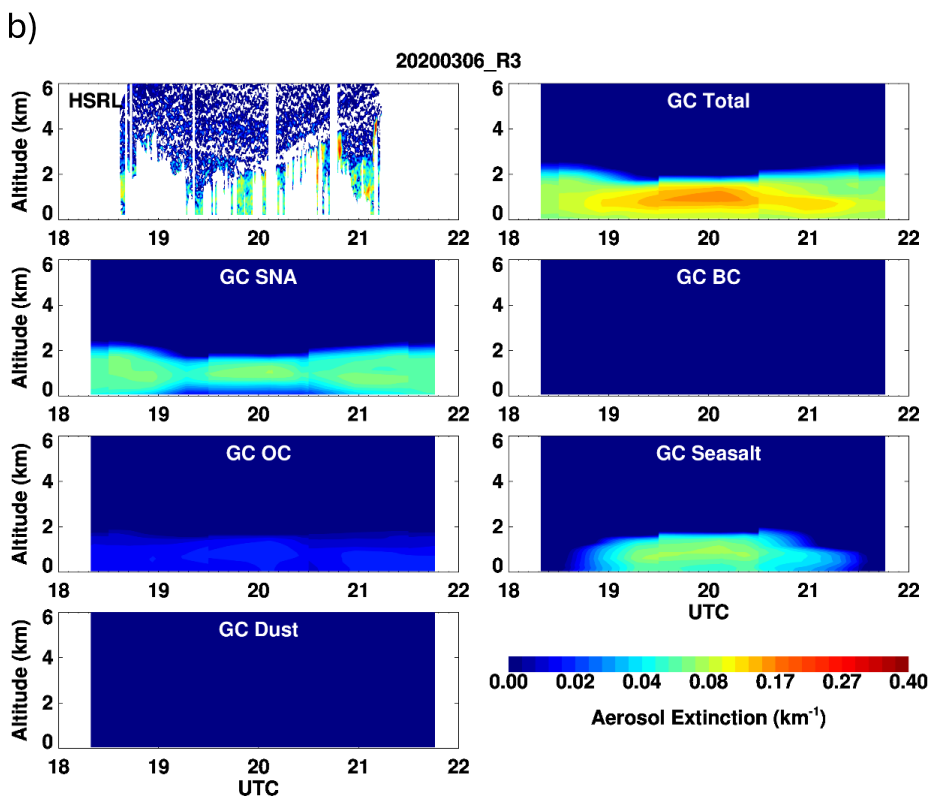 b)
20200306_R3
HSRL
GC Total
Altitude (km)
6
4
2
0
18 19 20 21 22
6
4
2
0
18 19 20 21 22
GC SNA
GC BC
Altitude (km)
6
4
2
0
18 19 20 21 22
6
4
2
0
18 19 20 21 22
GC OC
GC Seasalt
Altitude (km)
6
4
2
0
18 19 20 21 22
6
4
2
0
18 19 20 21 22
UTC
GC Dust
Altitude (km)
6
4
2
0
18 19 20 21 22
UTC
0.00 0.02 0.04 0.08 0.17 0.27 0.40
Aerosol Extinction (km⁻¹)